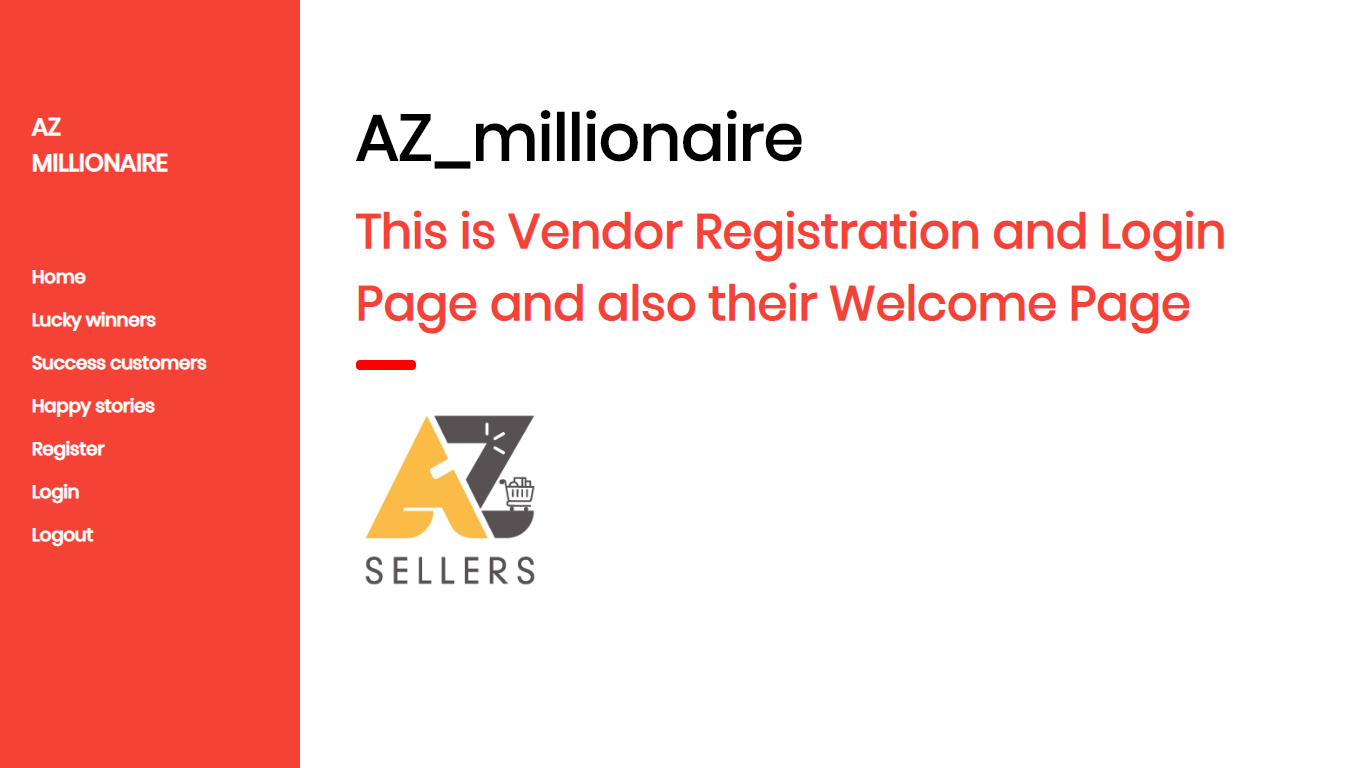 AZ
MILLIONAIRE
Home
Lucky winners
Success customers
Happy stories
Register
Login
Logout
AZ_millionaire
This is Vendor Registration and Login
Page and also their Welcome Page
AZ
SELLERS